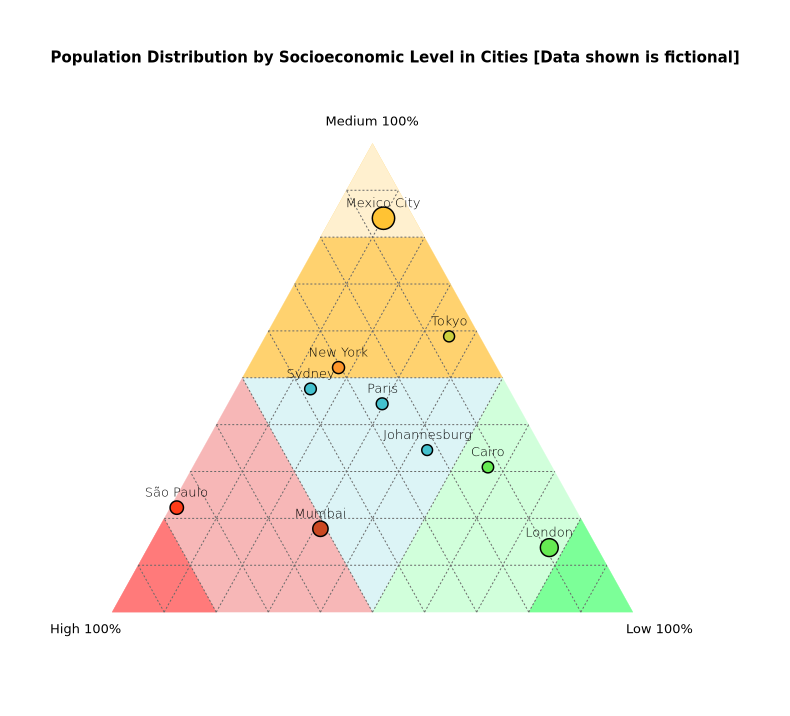 Population Distribution by Socioeconomic Level in Cities [Data shown is fictional]
Medium 100%
Mexico City
Tokyo
New York
Sydney
Paris
Johannesburg
Cairo
São Paulo
Mumbai
London
High 100%
Low 100%